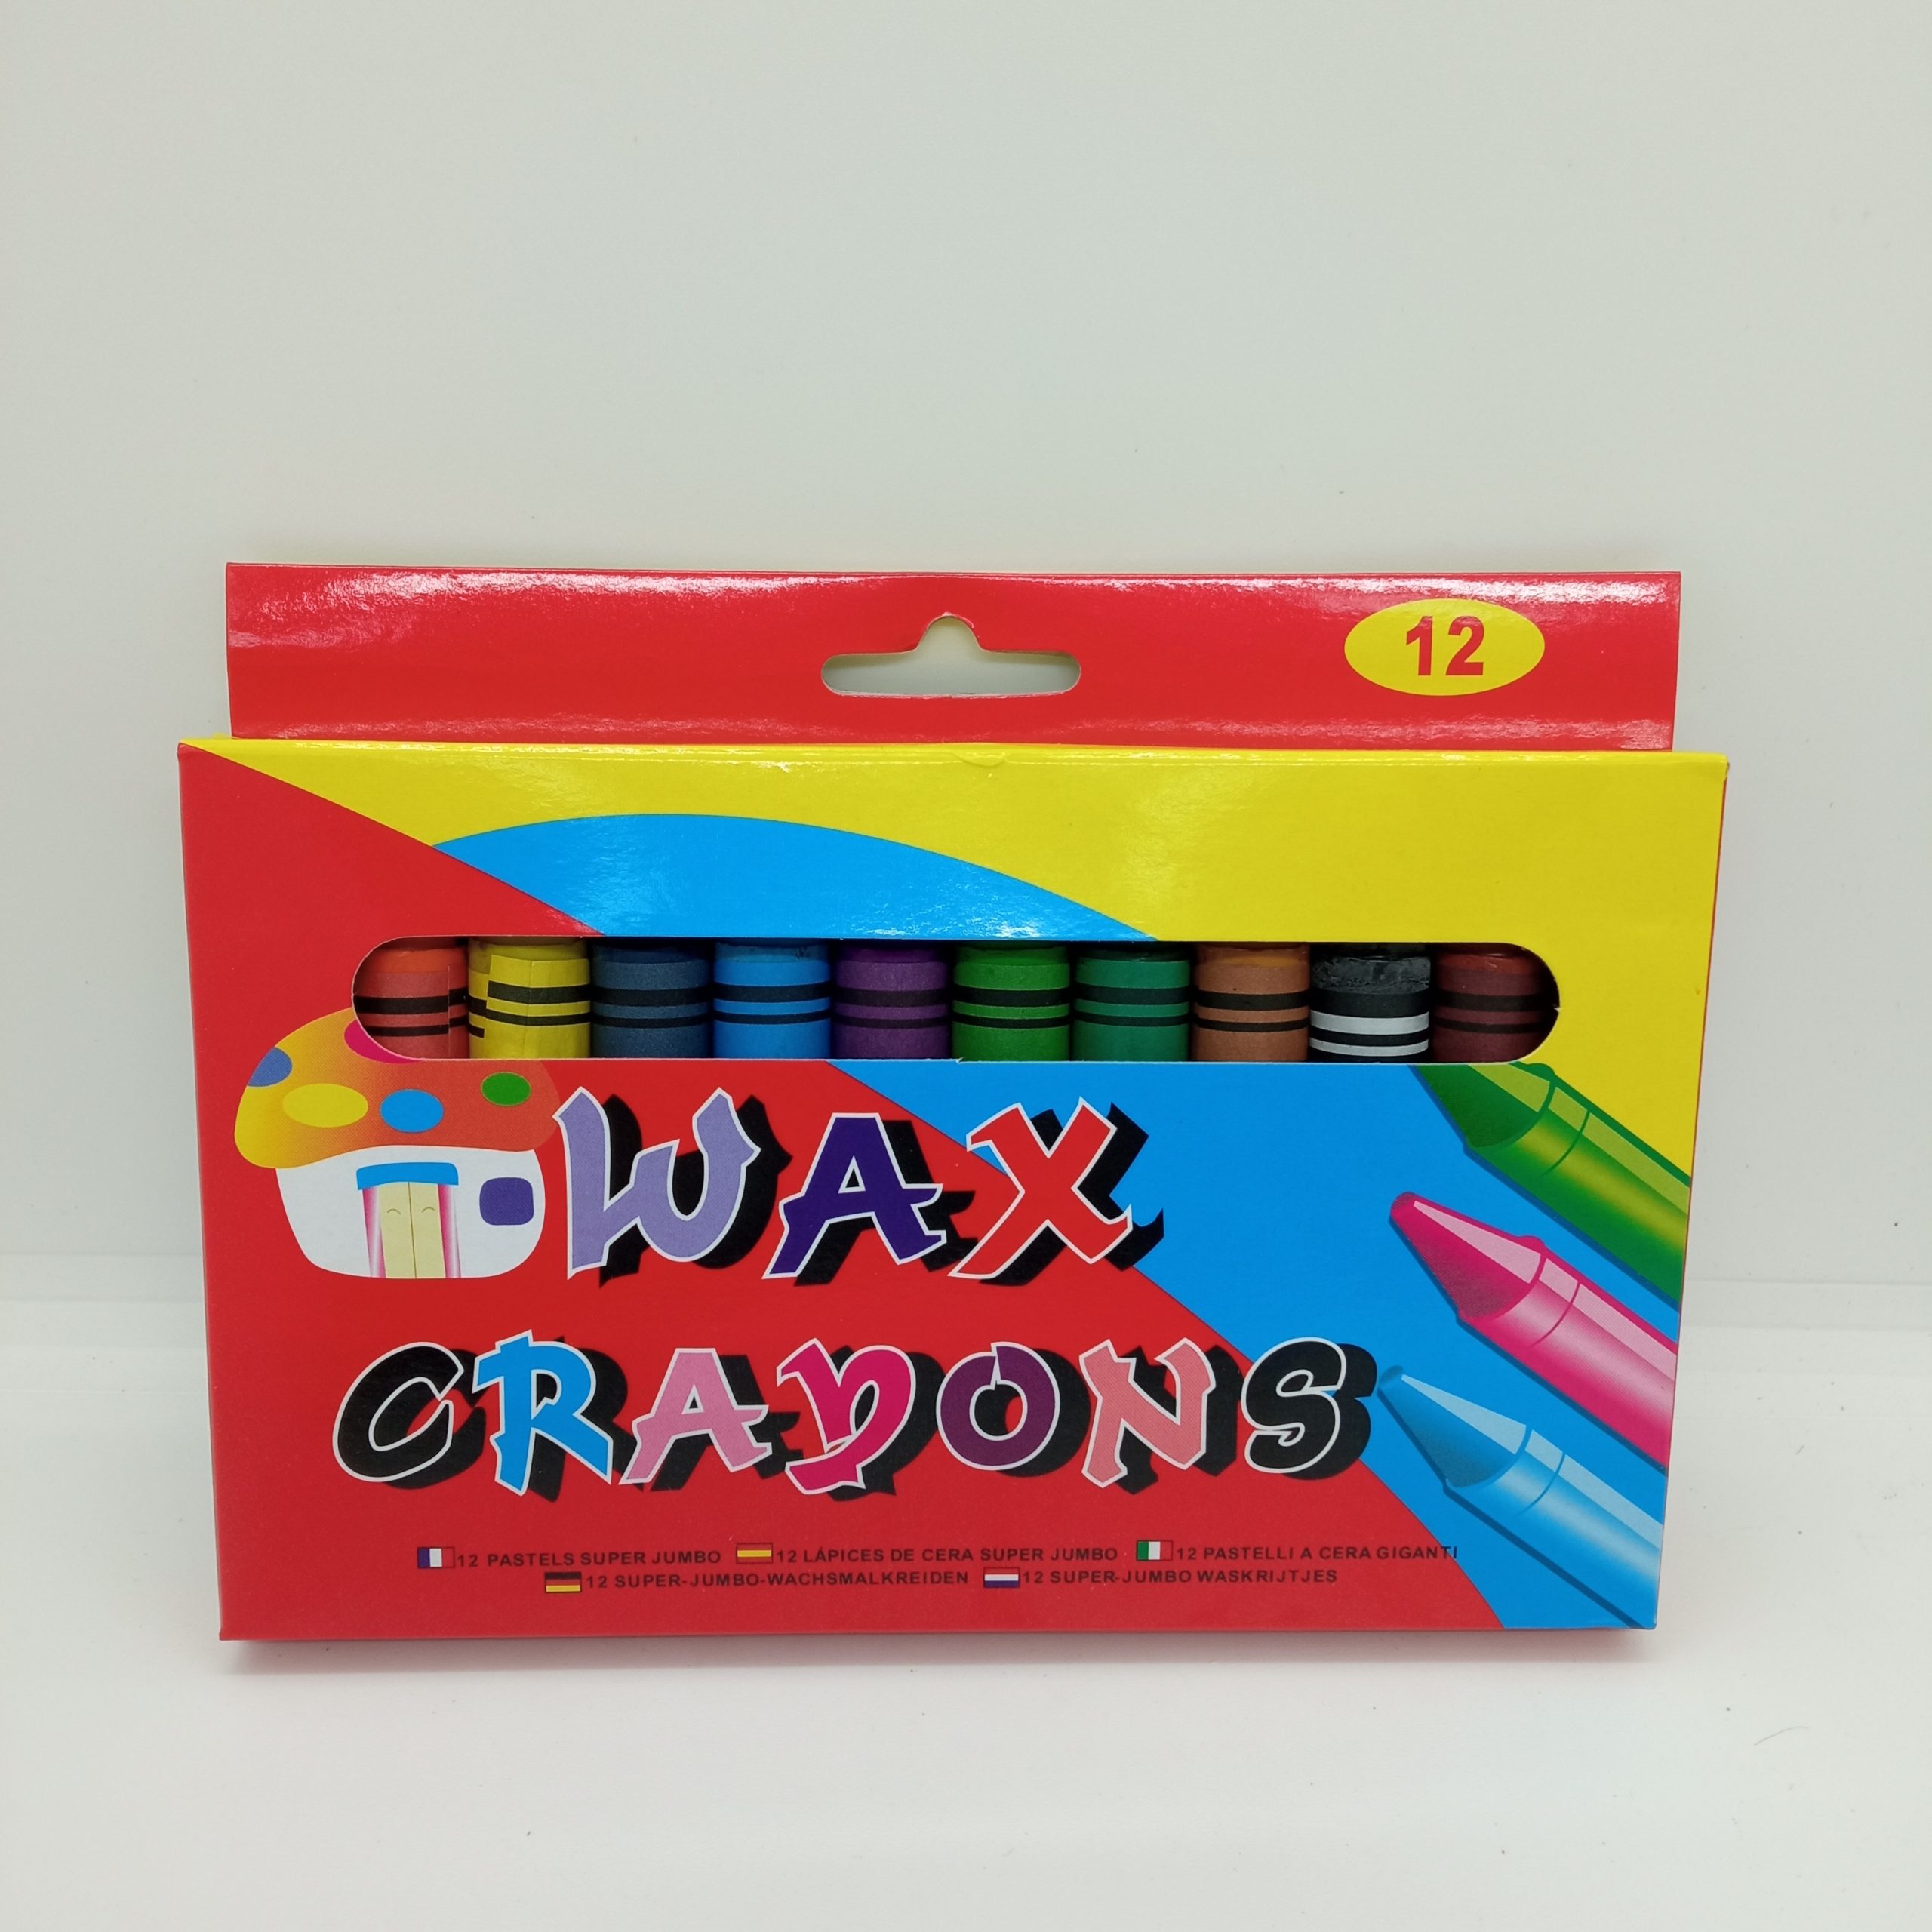 12
WAX
CRAYONS
12 PASTELS SUPER JUMBO 12 LÁPICES DE CERA SUPER JUMBO 12 PASTELLI A CERA GIGANTI
12 SUPER-JUMBO-WACHSMALKREIDEN 12 SUPER-JUMBO WASKRIJTJES